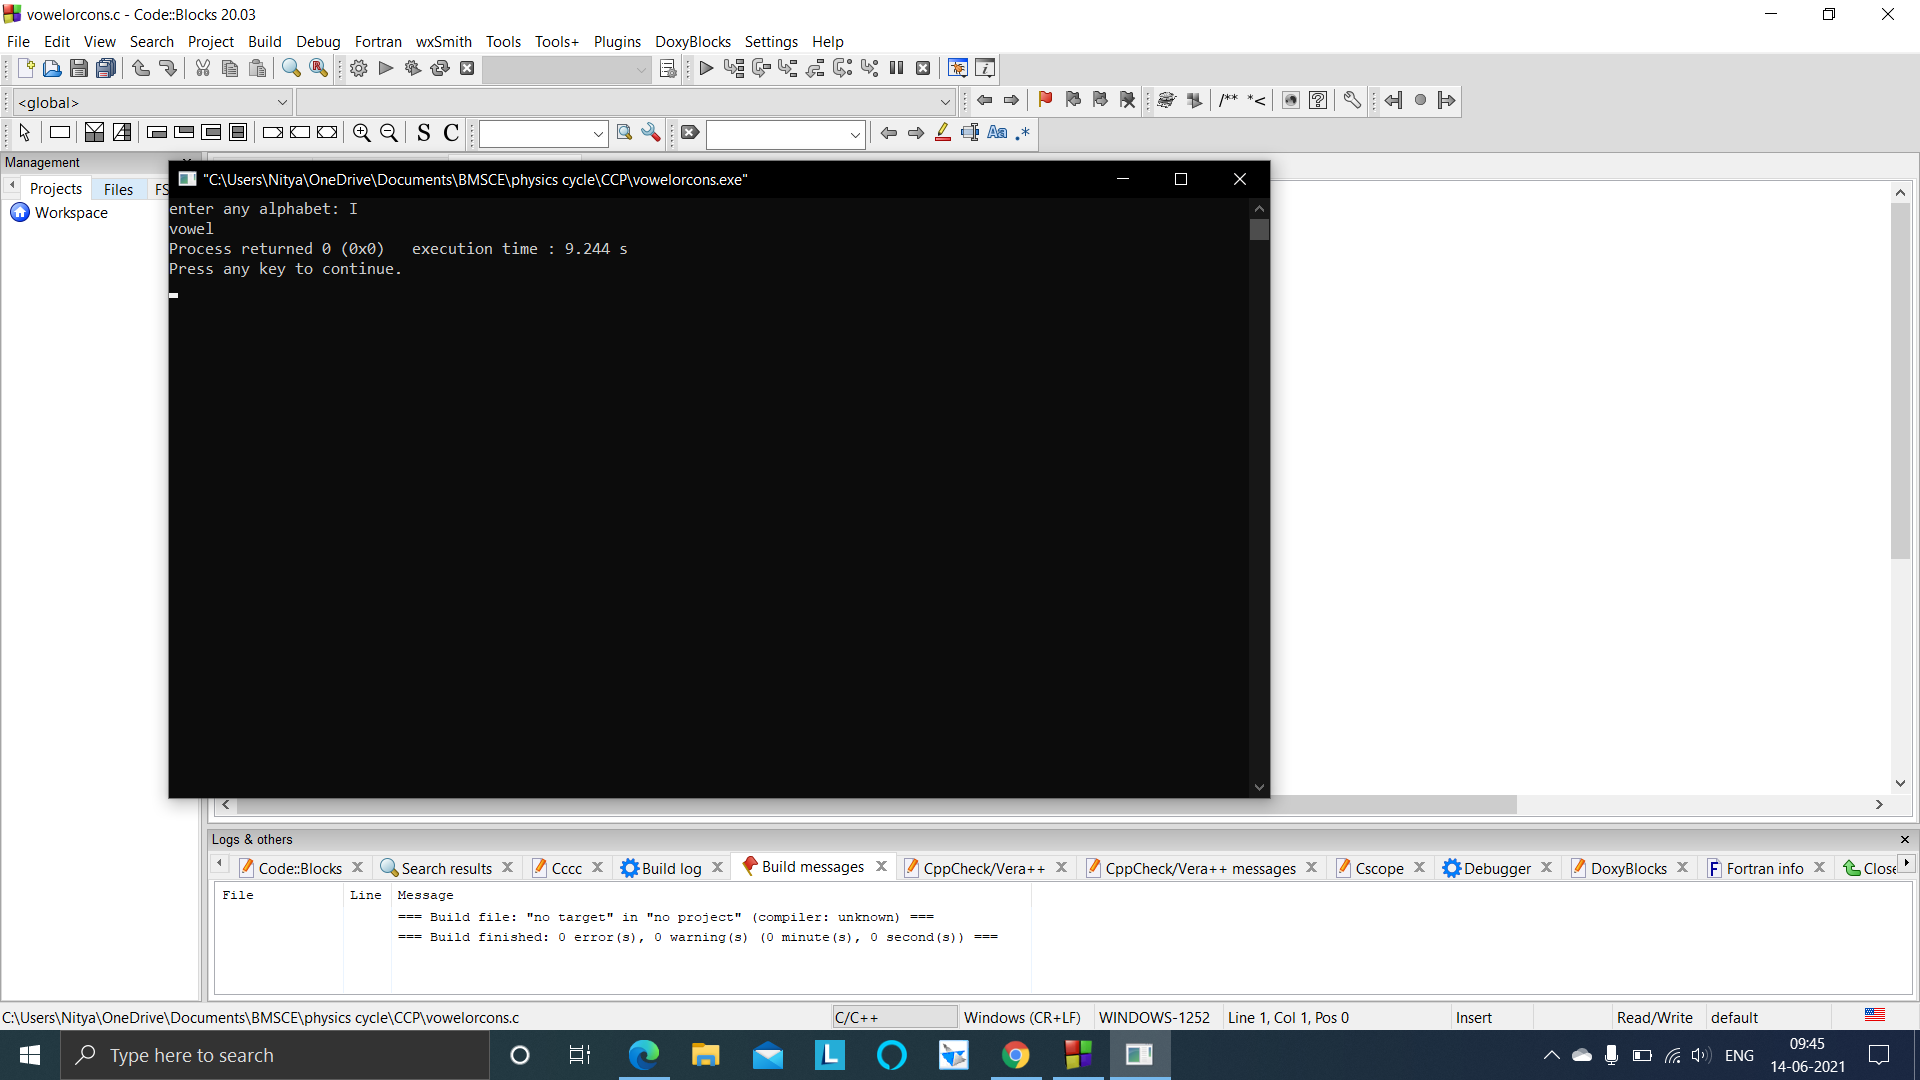 vowelorcons.c - Code::Blocks 20.03
File Edit View Search Project Build Debug Fortran wxSmith Tools Tools+ Plugins DoxyBlocks Settings Help
<global>
/** *<
S C
Aa .*
Management
Projects Files FS
Workspace
"C:\Users\Nitya\OneDrive\Documents\BMSCE\physics cycle\CCP\vowelorcons.exe"
enter any alphabet: I
vowel
Process returned 0 (0x0)   execution time : 9.244 s
Press any key to continue.
Logs & others
Code::Blocks Search results Cccc Build log Build messages CppCheck/Vera++ CppCheck/Vera++ messages Cscope Debugger DoxyBlocks Fortran info Close
File Line Message
=== Build file: "no target" in "no project" (compiler: unknown) ===
=== Build finished: 0 error(s), 0 warning(s) (0 minute(s), 0 second(s)) ===
C:\Users\Nitya\OneDrive\Documents\BMSCE\physics cycle\CCP\vowelorcons.c C/C++ Windows (CR+LF) WINDOWS-1252 Line 1, Col 1, Pos 0 Insert Read/Write default
Type here to search
L
ENG
09:45
14-06-2021